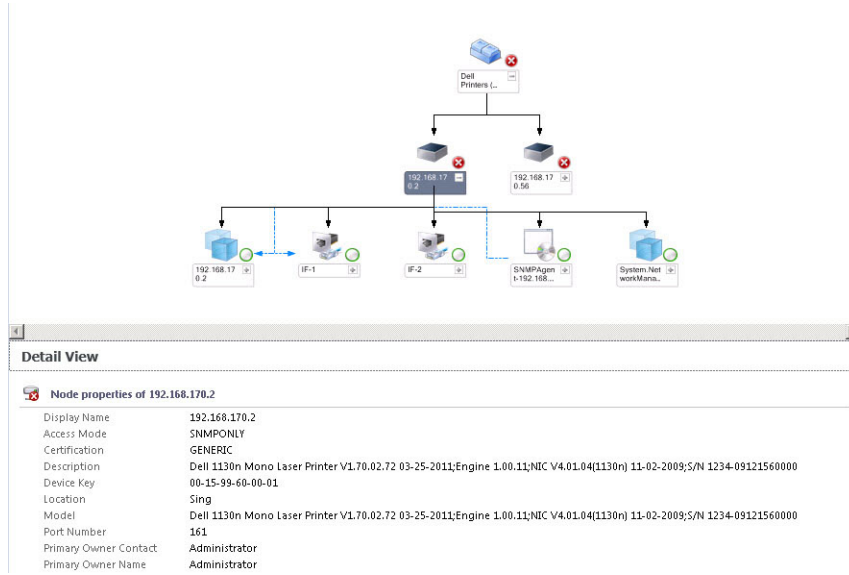 Dell
Printers (...
192.168.17
0.2
192.168.17
0.56
192.168.17
0.2
IF-1
IF-2
SNMPAgen
t-192.168...
System.Net
workMana..
Detail View
Node properties of 192.168.170.2
Display Name 192.168.170.2
Access Mode SNMPONLY
Certification GENERIC
Description Dell 1130n Mono Laser Printer V1.70.02.72 03-25-2011;Engine 1.00.11;NIC V4.01.04(1130n) 11-02-2009;S/N 1234-09121560000
Device Key 00-15-99-60-00-01
Location Sing
Model Dell 1130n Mono Laser Printer V1.70.02.72 03-25-2011;Engine 1.00.11;NIC V4.01.04(1130n) 11-02-2009;S/N 1234-09121560000
Port Number 161
Primary Owner Contact Administrator
Primary Owner Name Administrator